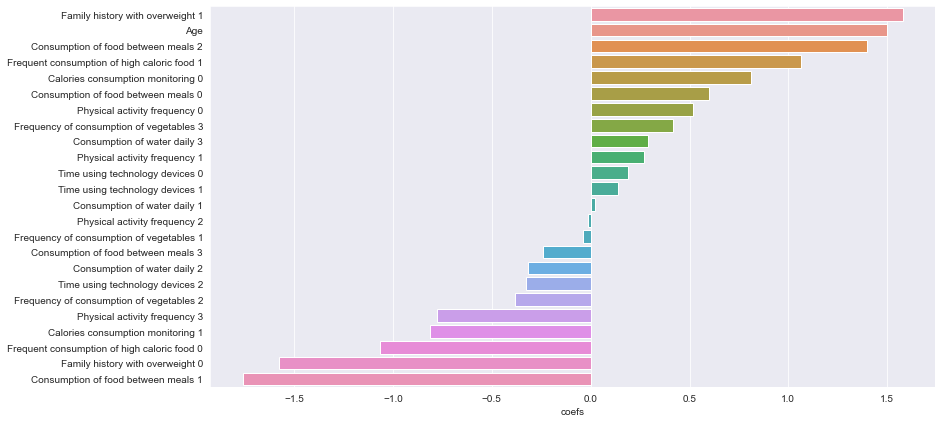 Family history with overweight 1
Age
Consumption of food between meals 2
Frequent consumption of high caloric food 1
Calories consumption monitoring 0
Consumption of food between meals 0
Physical activity frequency 0
Frequency of consumption of vegetables 3
Consumption of water daily 3
Physical activity frequency 1
Time using technology devices 0
Time using technology devices 1
Consumption of water daily 1
Physical activity frequency 2
Frequency of consumption of vegetables 1
Consumption of food between meals 3
Consumption of water daily 2
Time using technology devices 2
Frequency of consumption of vegetables 2
Physical activity frequency 3
Calories consumption monitoring 1
Frequent consumption of high caloric food 0
Family history with overweight 0
Consumption of food between meals 1
−1.5 −1.0 −0.5 0.0 0.5 1.0 1.5
coefs